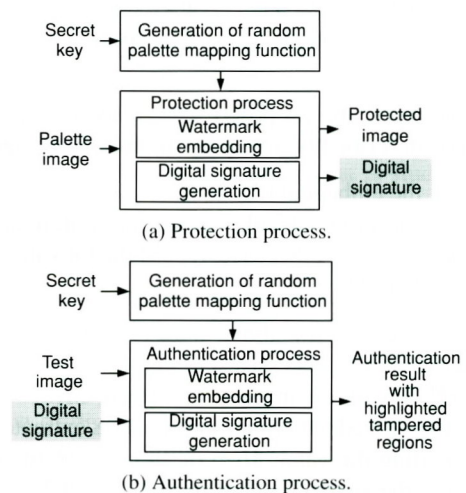 Secret
key
Generation of random
palette mapping function
Palette
image
Protection process
Watermark
embedding
Digital signature
generation
Protected
image
Digital
signature
(a) Protection process.
Secret
key
Generation of random
palette mapping function
Test
image
Digital
signature
Authentication process
Watermark
embedding
Digital signature
generation
Authentication
result
with
highlighted
tampered
regions
(b) Authentication process.